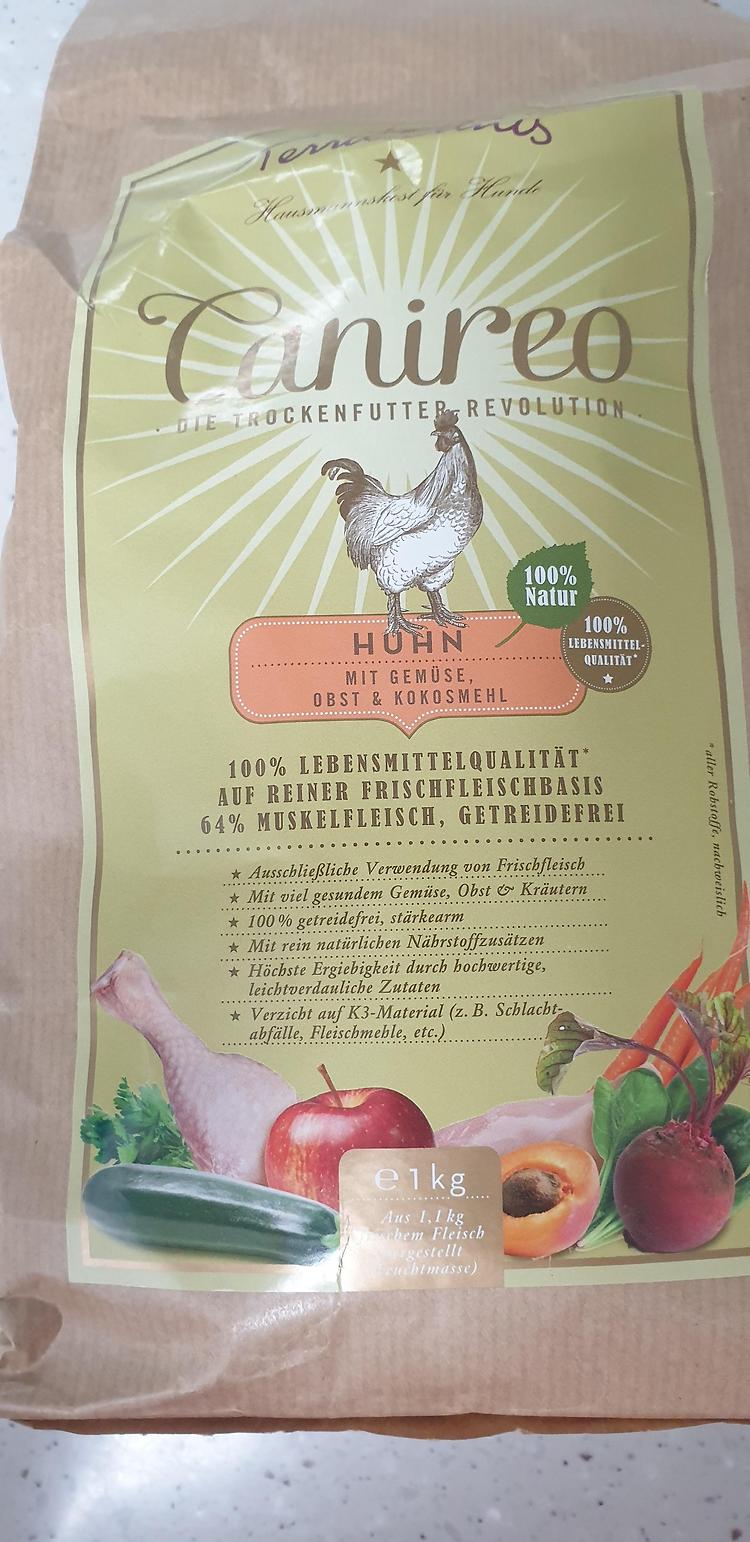 Hausmannskost für Hunde
Canireo
· DIE TROCKENFUTTER-REVOLUTION ·
100%
Natur
100%
LEBENSMITTEL-
QUALITÄT*
HUHN
MIT GEMÜSE,
OBST & KOKOSMEHL
100% LEBENSMITTELQUALITÄT*
AUF REINER FRISCHFLEISCHBASIS
64% MUSKELFLEISCH, GETREIDEFREI
* aller Rohstoffe, nachweislich
★ Ausschließliche Verwendung von Frischfleisch
★ Mit viel gesundem Gemüse, Obst & Kräutern
★ 100% getreidefrei, stärkearm
★ Mit rein natürlichen Nährstoffzusätzen
★ Höchste Ergiebigkeit durch hochwertige,
leichtverdauliche Zutaten
★ Verzicht auf K3-Material (z. B. Schlacht-
abfälle, Fleischmehle, etc.)
℮ 1 kg
Aus 1,1 kg
Fleisch